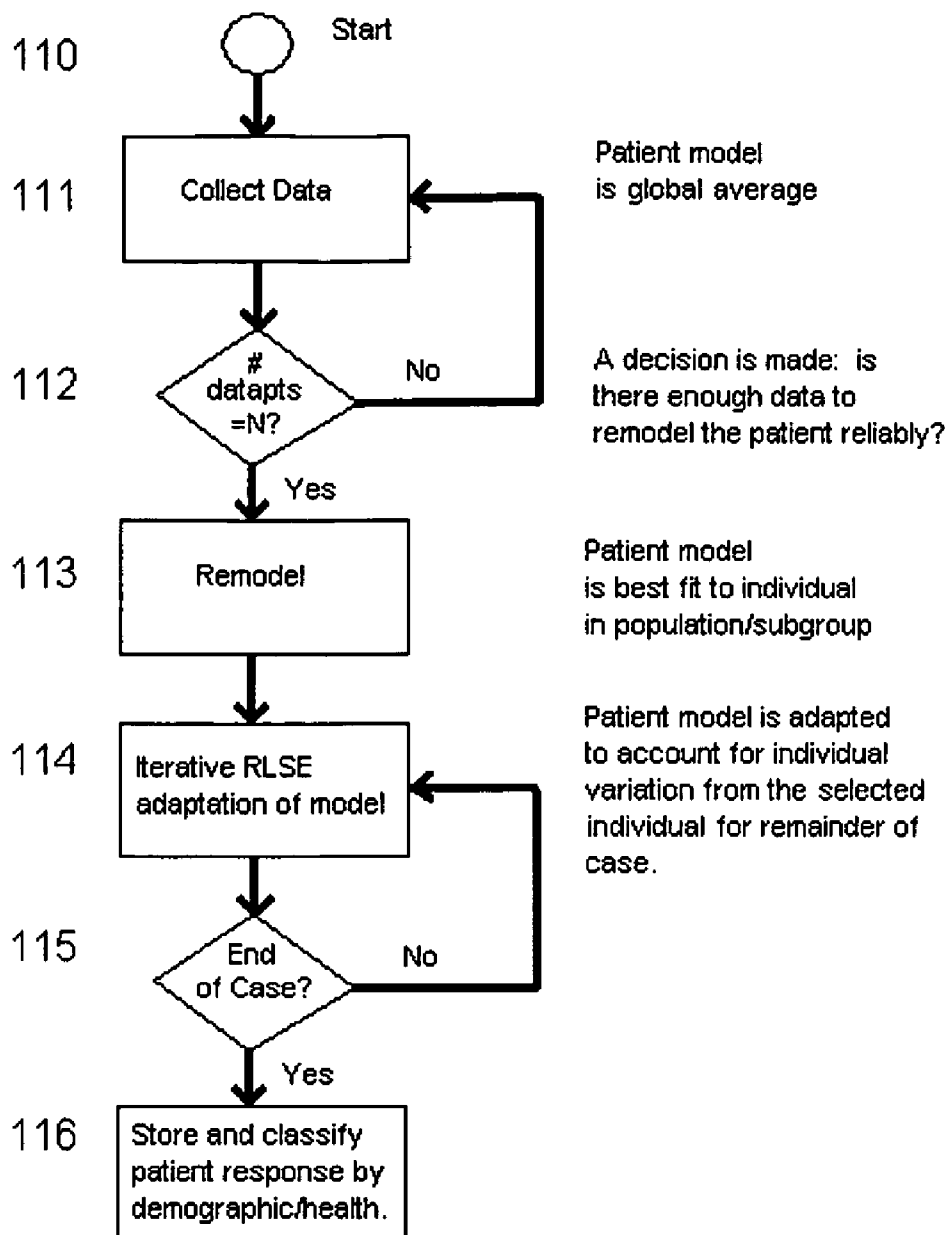 110
Start
111
Collect Data
Patient model
is global average
112
#
datapts
=N?
No
A decision is made: is
there enough data to
remodel the patient reliably?
Yes
113
Remodel
Patient model
is best fit to individual
in population/subgroup
114
Iterative RLSE
adaptation of model
Patient model is adapted
to account for individual
variation from the selected
individual for remainder of
case.
115
End
of Case?
No
Yes
116
Store and classify
patient response by
demographic/health.